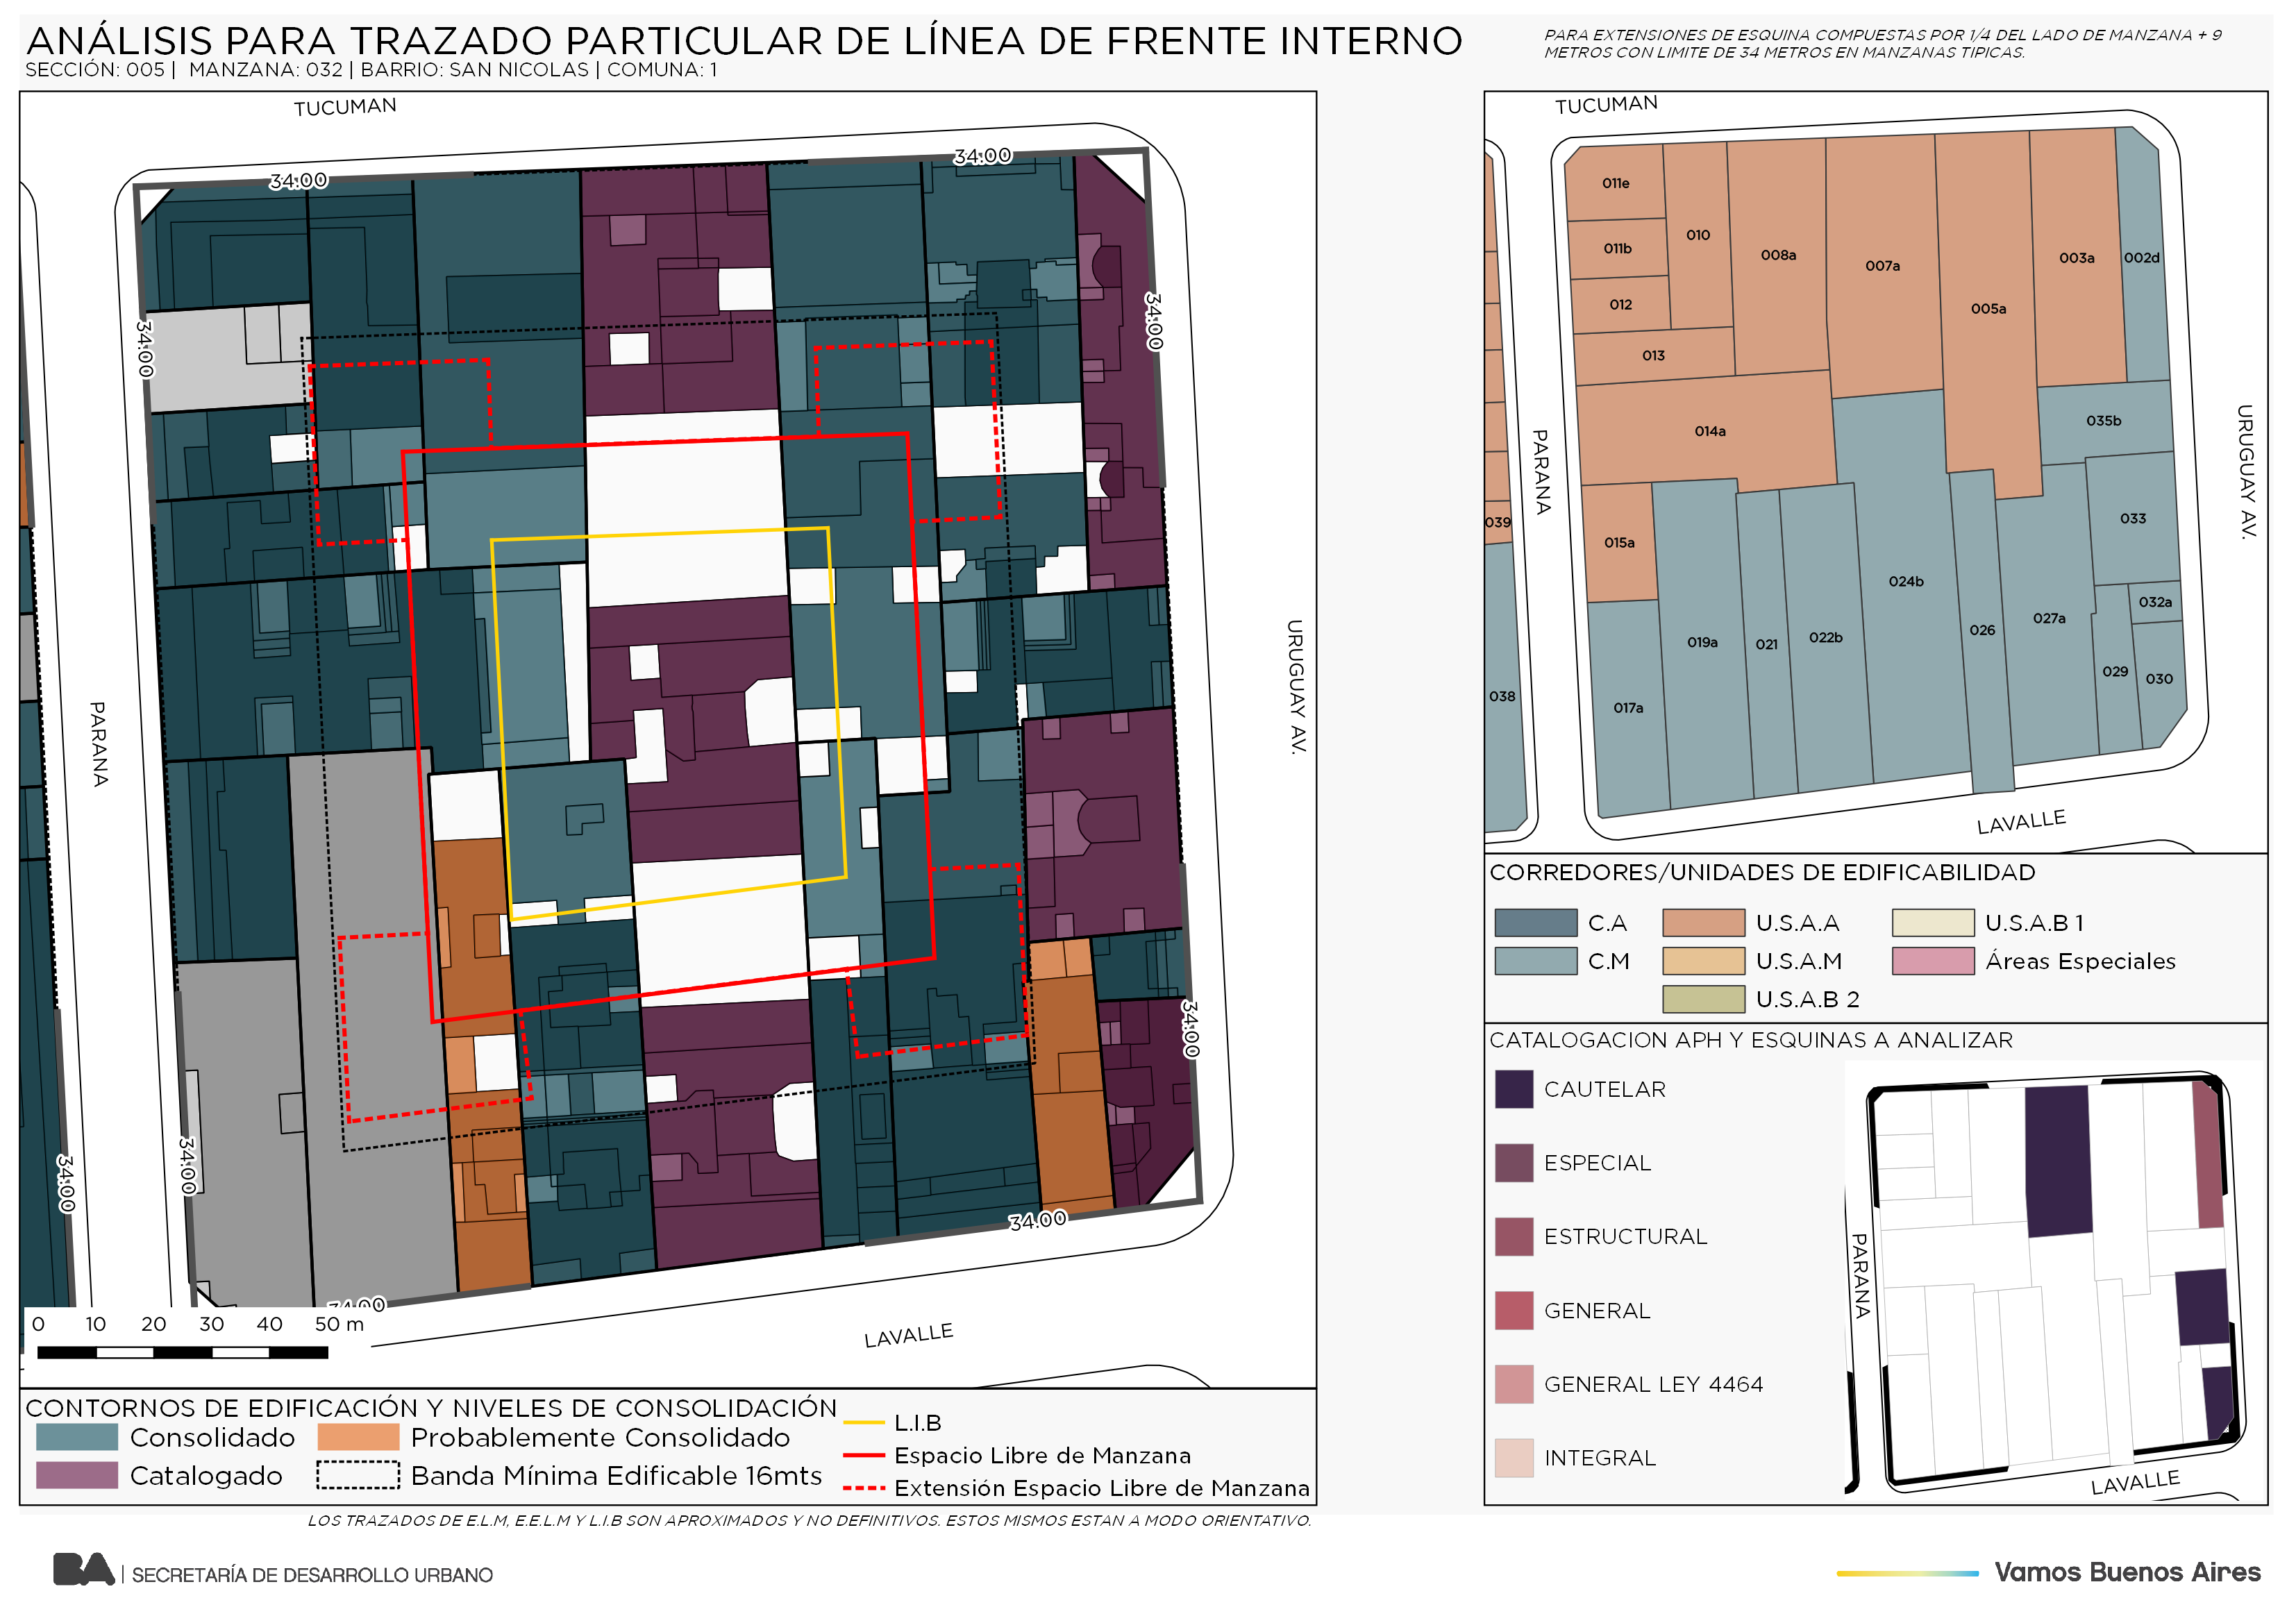 ANÁLISIS PARA TRAZADO PARTICULAR DE LÍNEA DE FRENTE INTERNO
SECCIÓN: 005 | MANZANA: 032 | BARRIO: SAN NICOLAS | COMUNA: 1
PARA EXTENSIONES DE ESQUINA COMPUESTAS POR 1/4 DEL LADO DE MANZANA + 9
METROS CON LIMITE DE 34 METROS EN MANZANAS TIPICAS.
TUCUMAN
34.00
34.00
34.00
34.00
PARANA
URUGUAY AV.
34.00
34.00
34.00
34.00
34.00
LAVALLE
0 10 20 30 40 50 m
CONTORNOS DE EDIFICACIÓN Y NIVELES DE CONSOLIDACIÓN
Consolidado
Probablemente Consolidado
Catalogado
Banda Mínima Edificable 16mts
L.I.B
Espacio Libre de Manzana
Extensión Espacio Libre de Manzana
TUCUMAN
011e
011b
010
008a
007a
003a
002d
012
005a
013
014a
035b
PARANA
URUGUAY AV.
039
015a
033
024b
032a
027a
026
022b
021
019a
029
030
038
017a
LAVALLE
CORREDORES/UNIDADES DE EDIFICABILIDAD
C.A
U.S.A.A
U.S.A.B 1
C.M
U.S.A.M
Áreas Especiales
U.S.A.B 2
CATALOGACION APH Y ESQUINAS A ANALIZAR
CAUTELAR
ESPECIAL
ESTRUCTURAL
GENERAL
GENERAL LEY 4464
INTEGRAL
PARANA
LAVALLE
LOS TRAZADOS DE E.L.M, E.E.L.M Y L.I.B SON APROXIMADOS Y NO DEFINITIVOS. ESTOS MISMOS ESTAN A MODO ORIENTATIVO.
BA | SECRETARÍA DE DESARROLLO URBANO
Vamos Buenos Aires